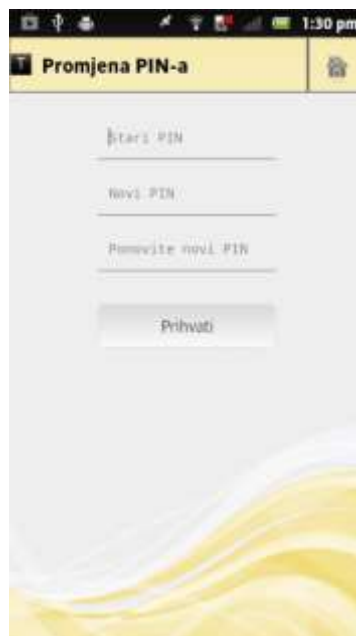 1:30 pm
Promjena PIN-a
Stari PIN
Novi PIN
Ponovite novi PIN
Prihvati